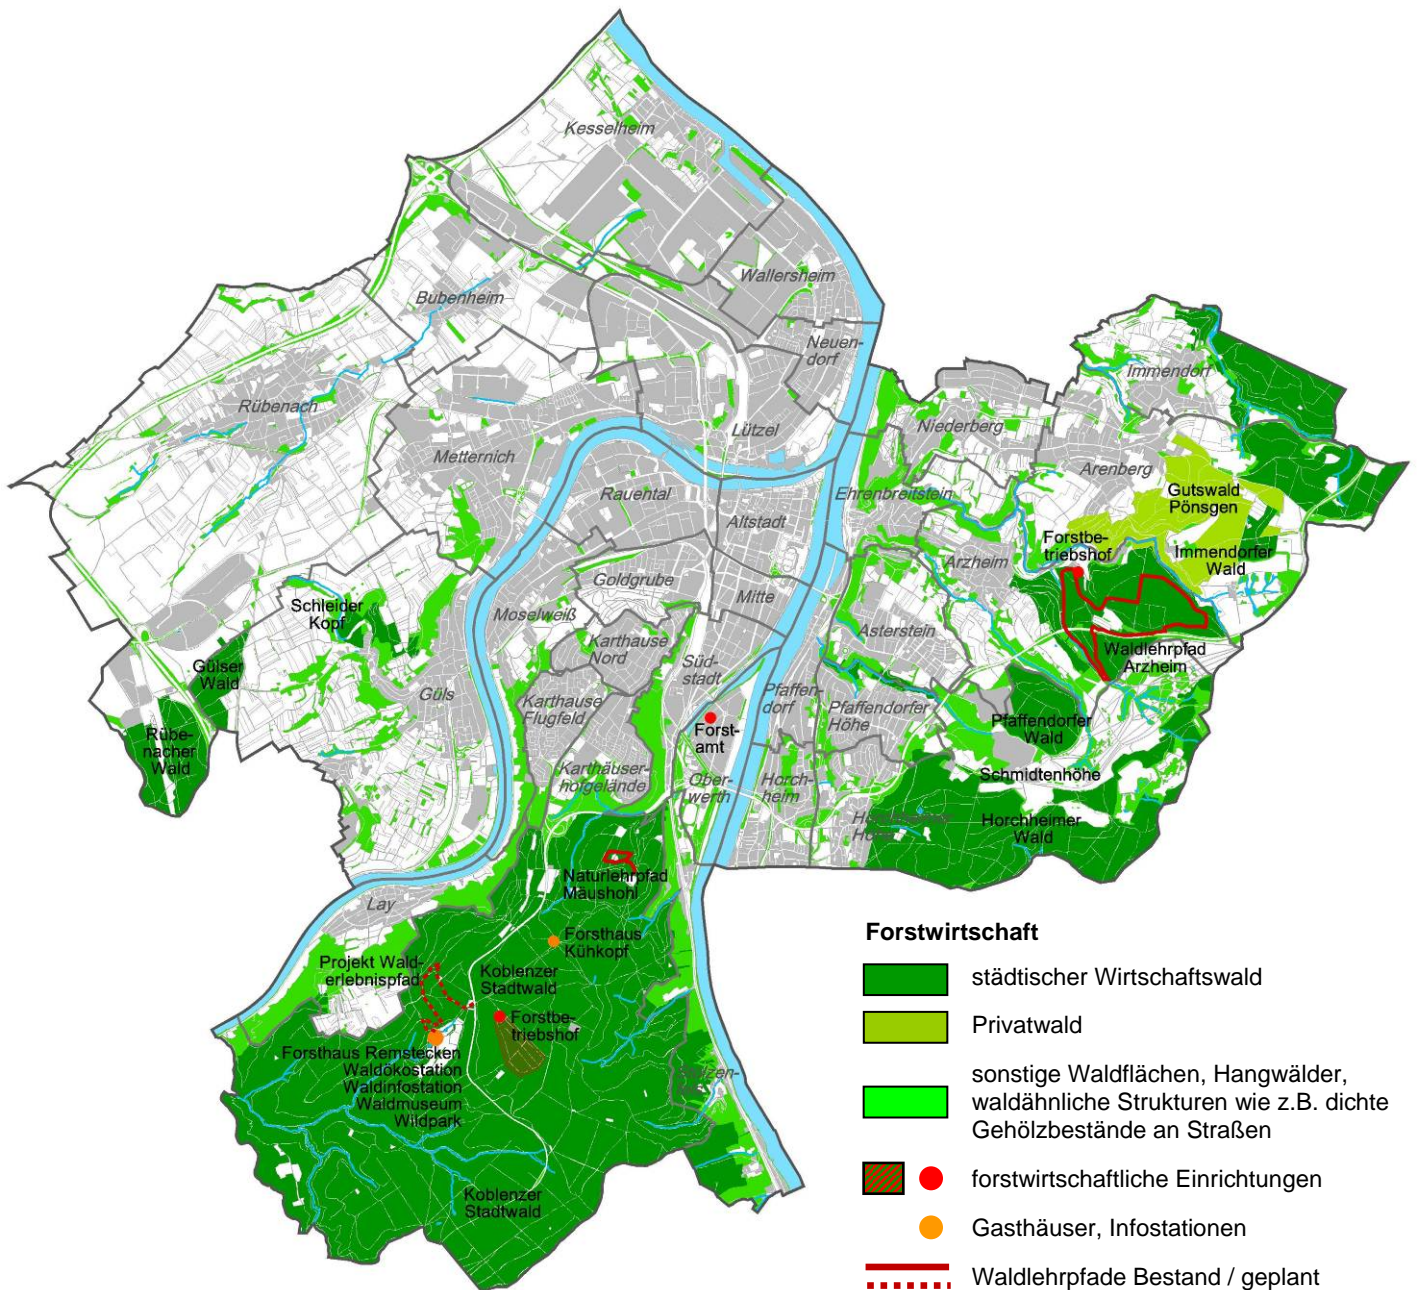 Kesselheim
Wallersheim
Bubenheim
Neuen-
dorf
Immendorf
Rübenach
Niederberg
Lützel
Metternich
Arenberg
Rauental
Ehrenbreitstein
Gutswald
Pönsgen
Altstadt
Forstbe-
triebshof
Immendorfer
Wald
Arzheim
Goldgrube
Mitte
Schleider
Kopf
Moselweiß
Karthause
Nord
Asterstein
Waldlehrpfad
Arzheim
Gülser
Wald
Süd-
stadt
Güls
Karthause
Flugfeld
Pfaffen-
dorf
Pfaffendorfer
Höhe
Forst-
amt
Pfaffendorfer
Wald
Rübe-
nacher
Wald
Karthäuser-
hofgelände
Ober-
werth
Horch-
heim
Schmidtenhöhe
Horchheimer
Höhe
Horchheimer
Wald
Naturlehrpfad
Mäushohl
Lay
Forsthaus
Kühkopf
Projekt Wald-
erlebnispfad
Koblenzer
Stadtwald
Forstbe-
triebshof
Forsthaus Remstecken
Waldökostation
Waldinfostation
Waldmuseum
Wildpark
Koblenzer
Stadtwald
Forstwirtschaft
städtischer Wirtschaftswald
Privatwald
sonstige Waldflächen, Hangwälder,
waldähnliche Strukturen wie z.B. dichte
Gehölzbestände an Straßen
forstwirtschaftliche Einrichtungen
Gasthäuser, Infostationen
Waldlehrpfade Bestand / geplant